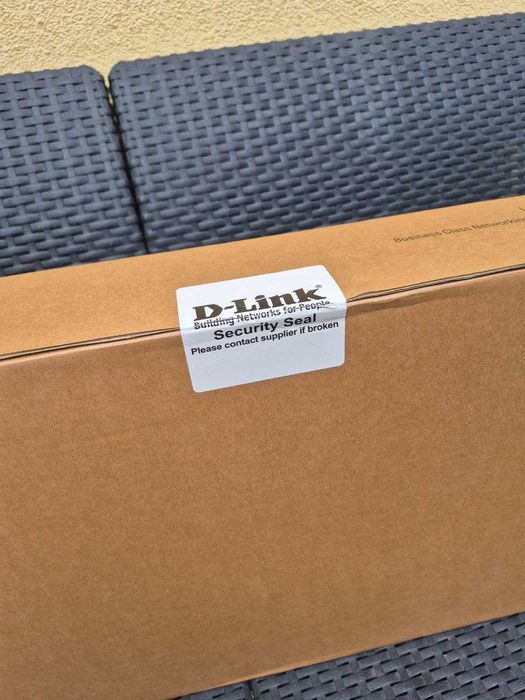 Business Class Networking
D-Link®
Building Networks for People
Security Seal
Please contact supplier if broken